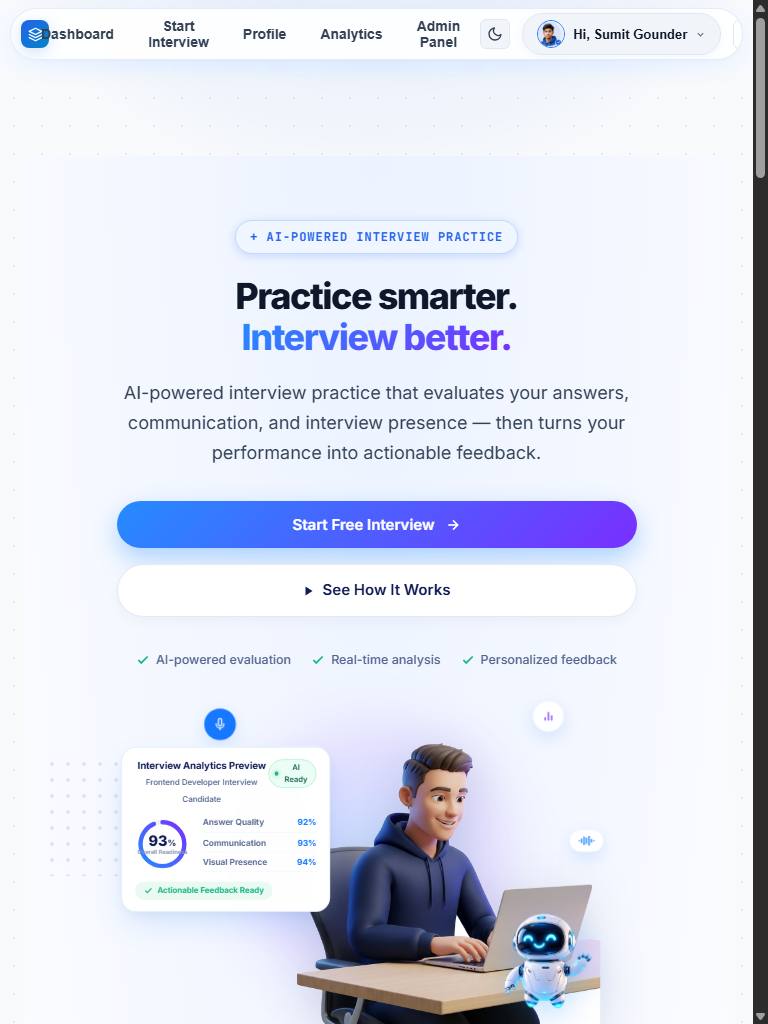 Dashboard
Start Interview
Profile
Analytics
Admin Panel
Hi, Sumit Gounder
+ AI-POWERED INTERVIEW PRACTICE
Practice smarter.
Interview better.
AI-powered interview practice that evaluates your answers,
communication, and interview presence — then turns your
performance into actionable feedback.
Start Free Interview →
See How It Works
AI-powered evaluation
Real-time analysis
Personalized feedback
Interview Analytics Preview
Frontend Developer Interview
Candidate
AI Ready
93%
Overall Readiness
Answer Quality 92%
Communication 93%
Visual Presence 94%
Actionable Feedback Ready